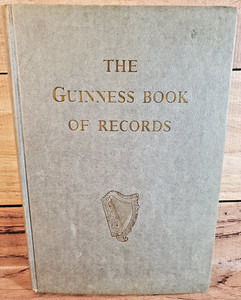 THE
GUINNESS BOOK
OF RECORDS